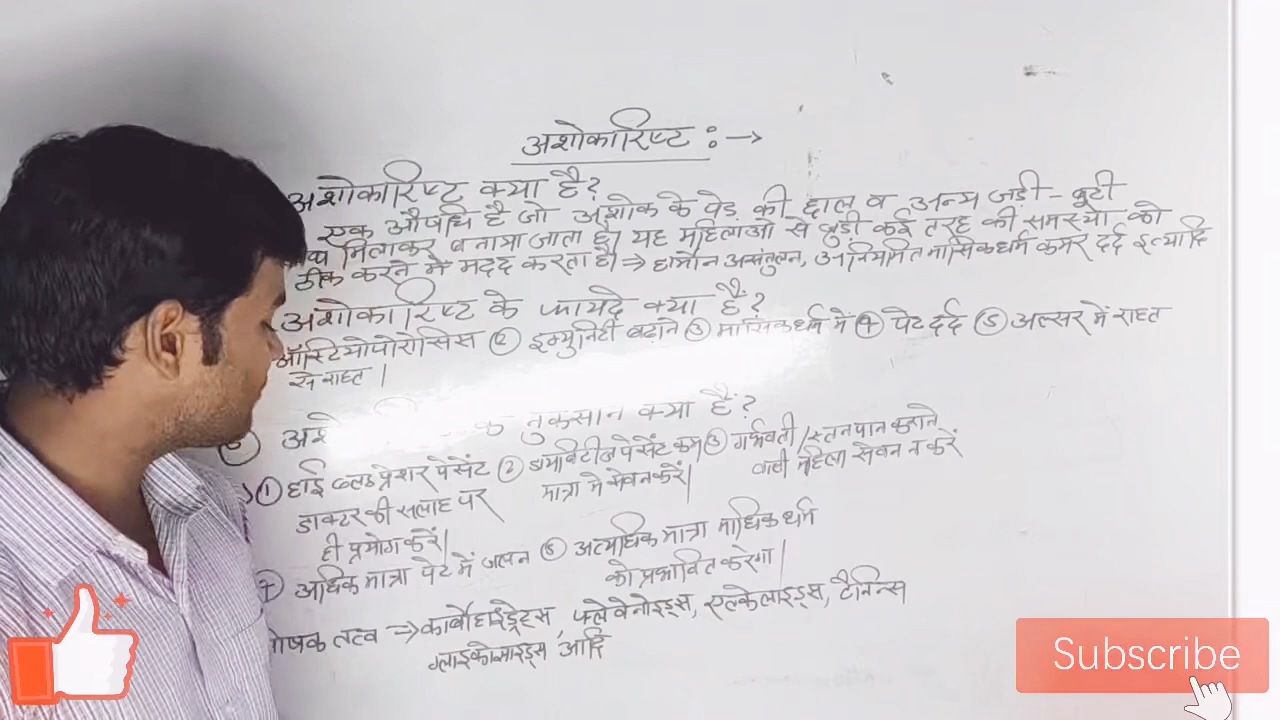 अशोकारिष्ट :→
अशोकारिष्ट क्या है?
एक औषधि है जो अशोक के पेड़ की छाल व अन्य जड़ी-बुटी
मिलाकर बनाया जाता है। यह महिलाओं से जुड़ी कई तरह की समस्या को
ठीक करने में मदद करता है। ⇒ हार्मोन असंतुलन, अनियमित मासिकधर्म कमर दर्द इत्यादि
अशोकारिष्ट के फायदे क्या है?
ऑस्टियोपोरोसिस ② इम्युनिटी बढ़ाने ③ मासिकधर्म में ④ पेट दर्द ⑤ अल्सर में राहत
से राहत।
नुकसान क्या है?
① हाई ब्लड प्रेशर पेसेंट ② डायबिटीज पेसेंट कम ③ गर्भवती/स्तनपान कराने
डाक्टर की सलाह पर मात्रा में सेवन करें। वाली महिला सेवन न करें
ही प्रयोग करें।
अधिक मात्रा पेट में जलन ⑤ अत्यधिक मात्रा माधिक धर्म
को प्रभावित करेगा।
पोषक तत्व ⇒ कार्बोहाइड्रेट्स, फ्लेवेनोइड्स, एल्केलाइड्स, टैनिन्स
ग्लाइकोसाइड्स आदि
Subscribe